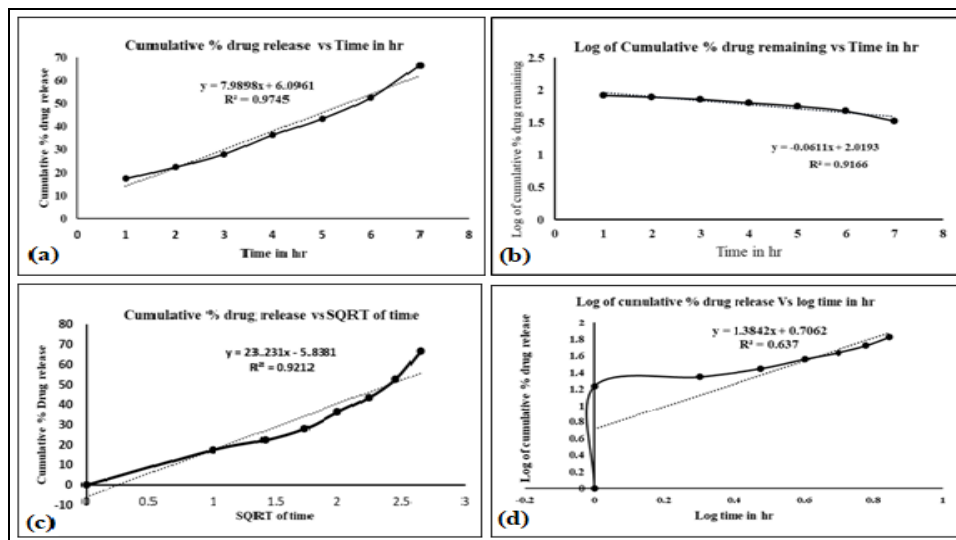 Cumulative % drug release vs Time in hr
y = 7.9898x + 6.0961
R² = 0.9745
Cumulative % drug release
70
60
50
40
30
20
10
0
0 1 2 3 4 5 6 7 8
Time in hr
(a)
Log of Cumulative % drug remaining vs Time in hr
y = -0.0611x + 2.0193
R² = 0.9166
Log of cumulative % drug remaining
2.5
2
1.5
1
0.5
0
0 1 2 3 4 5 6 7 8
Time in hr
(b)
Cumulative % drug release vs SQRT of time
y = 23.231x - 5.8381
R² = 0.9212
Cumulative % Drug release
80
70
60
50
40
30
20
10
0
-10
0 0.5 1 1.5 2 2.5 3
SQRT of time
(c)
Log of cumulative % drug release Vs log time in hr
y = 1.3842x + 0.7062
R² = 0.637
Log of cumulative % drug release
2
1.8
1.6
1.4
1.2
1
0.8
0.6
0.4
0.2
0
-0.2 0 0.2 0.4 0.6 0.8 1
Log time in hr
(d)